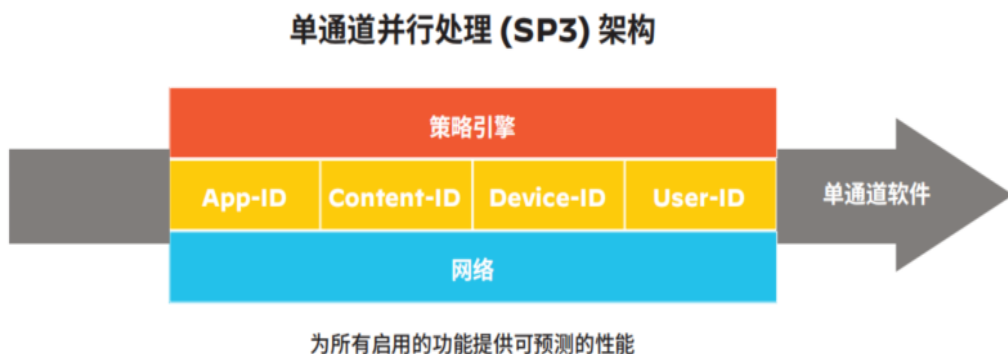 单通道并行处理 (SP3) 架构
策略引擎
App-ID
Content-ID
Device-ID
User-ID
单通道软件
网络
为所有启用的功能提供可预测的性能